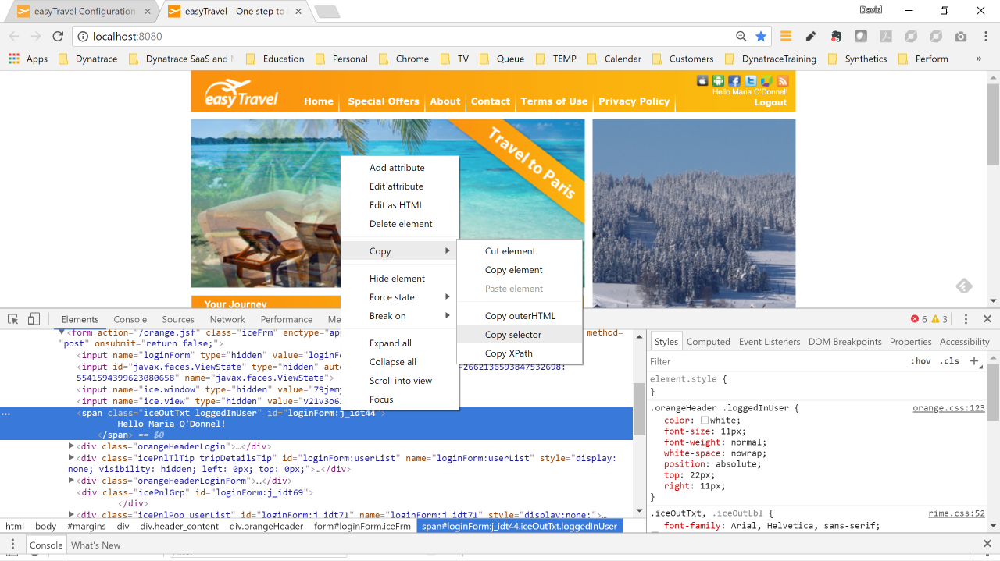 easyTravel Configuration
easyTravel - One step to
David
localhost:8080
Apps
Dynatrace
Dynatrace SaaS and
Education
Personal
Chrome
TV
Queue
TEMP
Calendar
Customers
DynatraceTraining
Synthetics
Perform
»
easyTravel
Home
Special Offers
About
Contact
Terms of Use
Privacy Policy
Hello Maria O'Donnel!
Logout
Travel to Paris
Your Journey
Add attribute
Edit attribute
Edit as HTML
Delete element
Copy
Hide element
Force state
Break on
Expand all
Collapse all
Scroll into view
Focus
Cut element
Copy element
Paste element
Copy outerHTML
Copy selector
Copy XPath
Elements
Console
Sources
Network
Performance
Me
6
3
<form action="/orange.jsf" class="iceFrm" enctype="ap
method=
"post" onsubmit="return false;">
<input name="loginForm" type="hidden" value="loginF
<input id="javax.faces.ViewState" type="hidden" aut
-2662136593847532698:
5541594399623080658" name="javax.faces.ViewState">
<input name="ice.window" type="hidden" value="79jemy
<input name="ice.view" type="hidden" value="v21v3o6
<span class="iceOutTxt loggedInUser" id="loginForm:j_idt44">
Hello Maria O'Donnel!
</span> == $0
<div class="orangeHeaderLogin">…</div>
<div class="icePnlTlTip tripDetailsTip" id="loginForm:userList" name="loginForm:userList" style="display:
none; visibility: hidden; left: 0px; top: 0px;">…</div>
<div class="orangeHeaderLoginForm">…</div>
<div class="icePnlGrp" id="loginForm:j_idt69">
</div>
<div class="icePnlPop userList" id="loginForm:j_idt71" name="loginForm:j_idt71" style="display:none;">…
html
body
#margins
div
div.header_content
div.orangeHeader
form#loginForm.iceFrm
span#loginForm:j_idt44.iceOutTxt.loggedInUser
Styles
Computed
Event Listeners
DOM Breakpoints
Properties
Accessibility
Filter
:hov
.cls
+
element.style {
}
.orangeHeader .loggedInUser {
orange.css:123
color: white;
font-size: 11px;
font-weight: normal;
white-space: nowrap;
position: absolute;
top: 22px;
right: 11px;
}
.iceOutTxt, .iceOutLbl {
rime.css:52
font-family: Arial, Helvetica, sans-serif;
Console
What's New